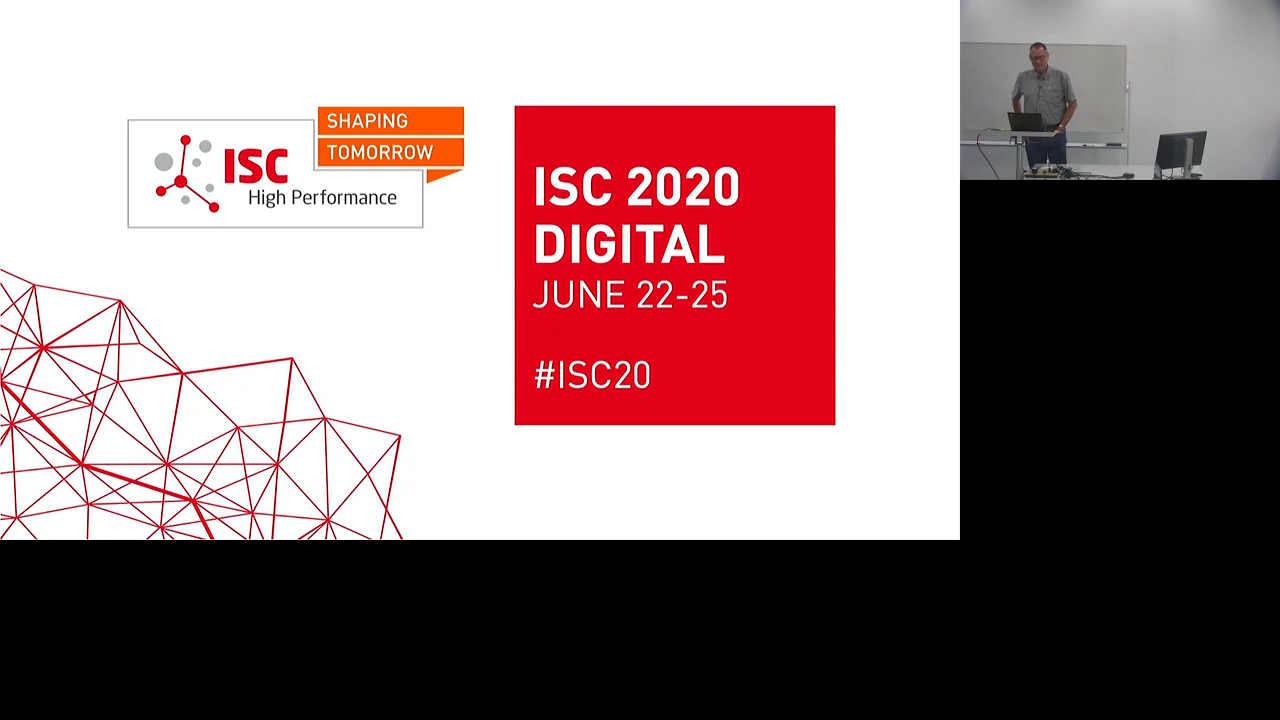 SHAPING
TOMORROW
ISC
High Performance
ISC 2020
DIGITAL
JUNE 22-25
#ISC20